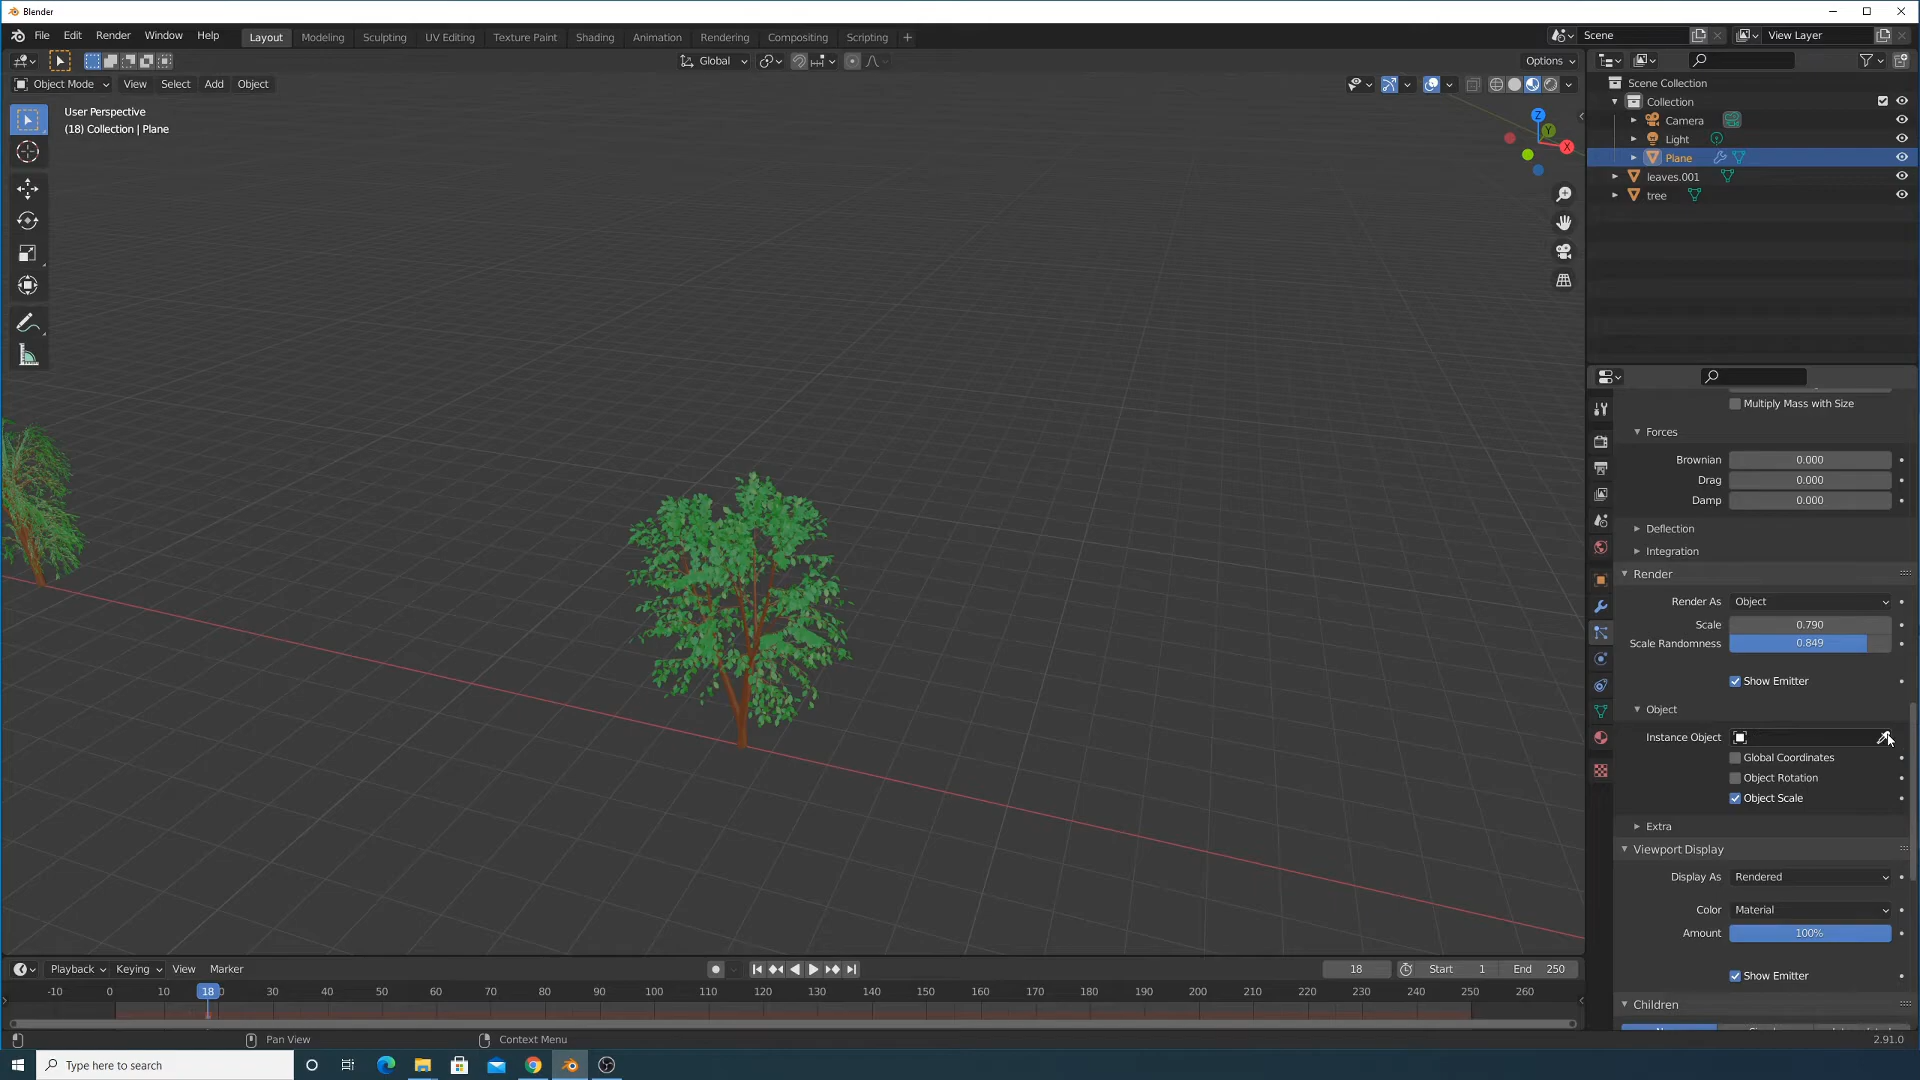 Blender
File Edit Render Window Help Layout Modeling Sculpting UV Editing Texture Paint Shading Animation Rendering Compositing Scripting + Scene View Layer
Global Options
Object Mode View Select Add Object
User Perspective
(18) Collection | Plane
Z
Y
X
Scene Collection
Collection
Camera
Light
Plane
leaves.001
tree
Multiply Mass with Size
Forces
Brownian 0.000
Drag 0.000
Damp 0.000
Deflection
Integration
Render
Render As Object
Scale 0.790
Scale Randomness 0.849
Show Emitter
Object
Instance Object
Global Coordinates
Object Rotation
Object Scale
Extra
Viewport Display
Display As Rendered
Color Material
Amount 100%
Show Emitter
Children
Playback Keying View Marker 18 Start 1 End 250
-10 0 10 18 30 40 50 60 70 80 90 100 110 120 130 140 150 160 170 180 190 200 210 220 230 240 250 260
Pan View Context Menu 2.91.0
Type here to search